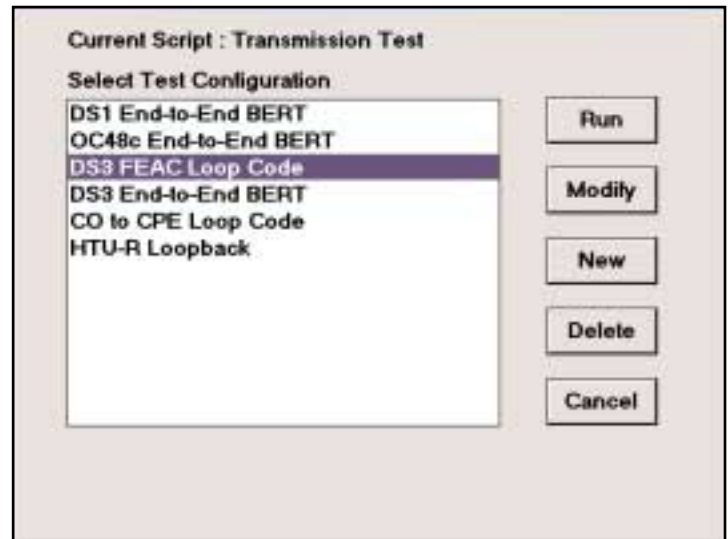 Current Script : Transmission Test
Select Test Configuration
DS1 End-to-End BERT
OC48c End-to-End BERT
DS3 FEAC Loop Code
DS3 End-to-End BERT
CO to CPE Loop Code
HTU-R Loopback
Run
Modify
New
Delete
Cancel